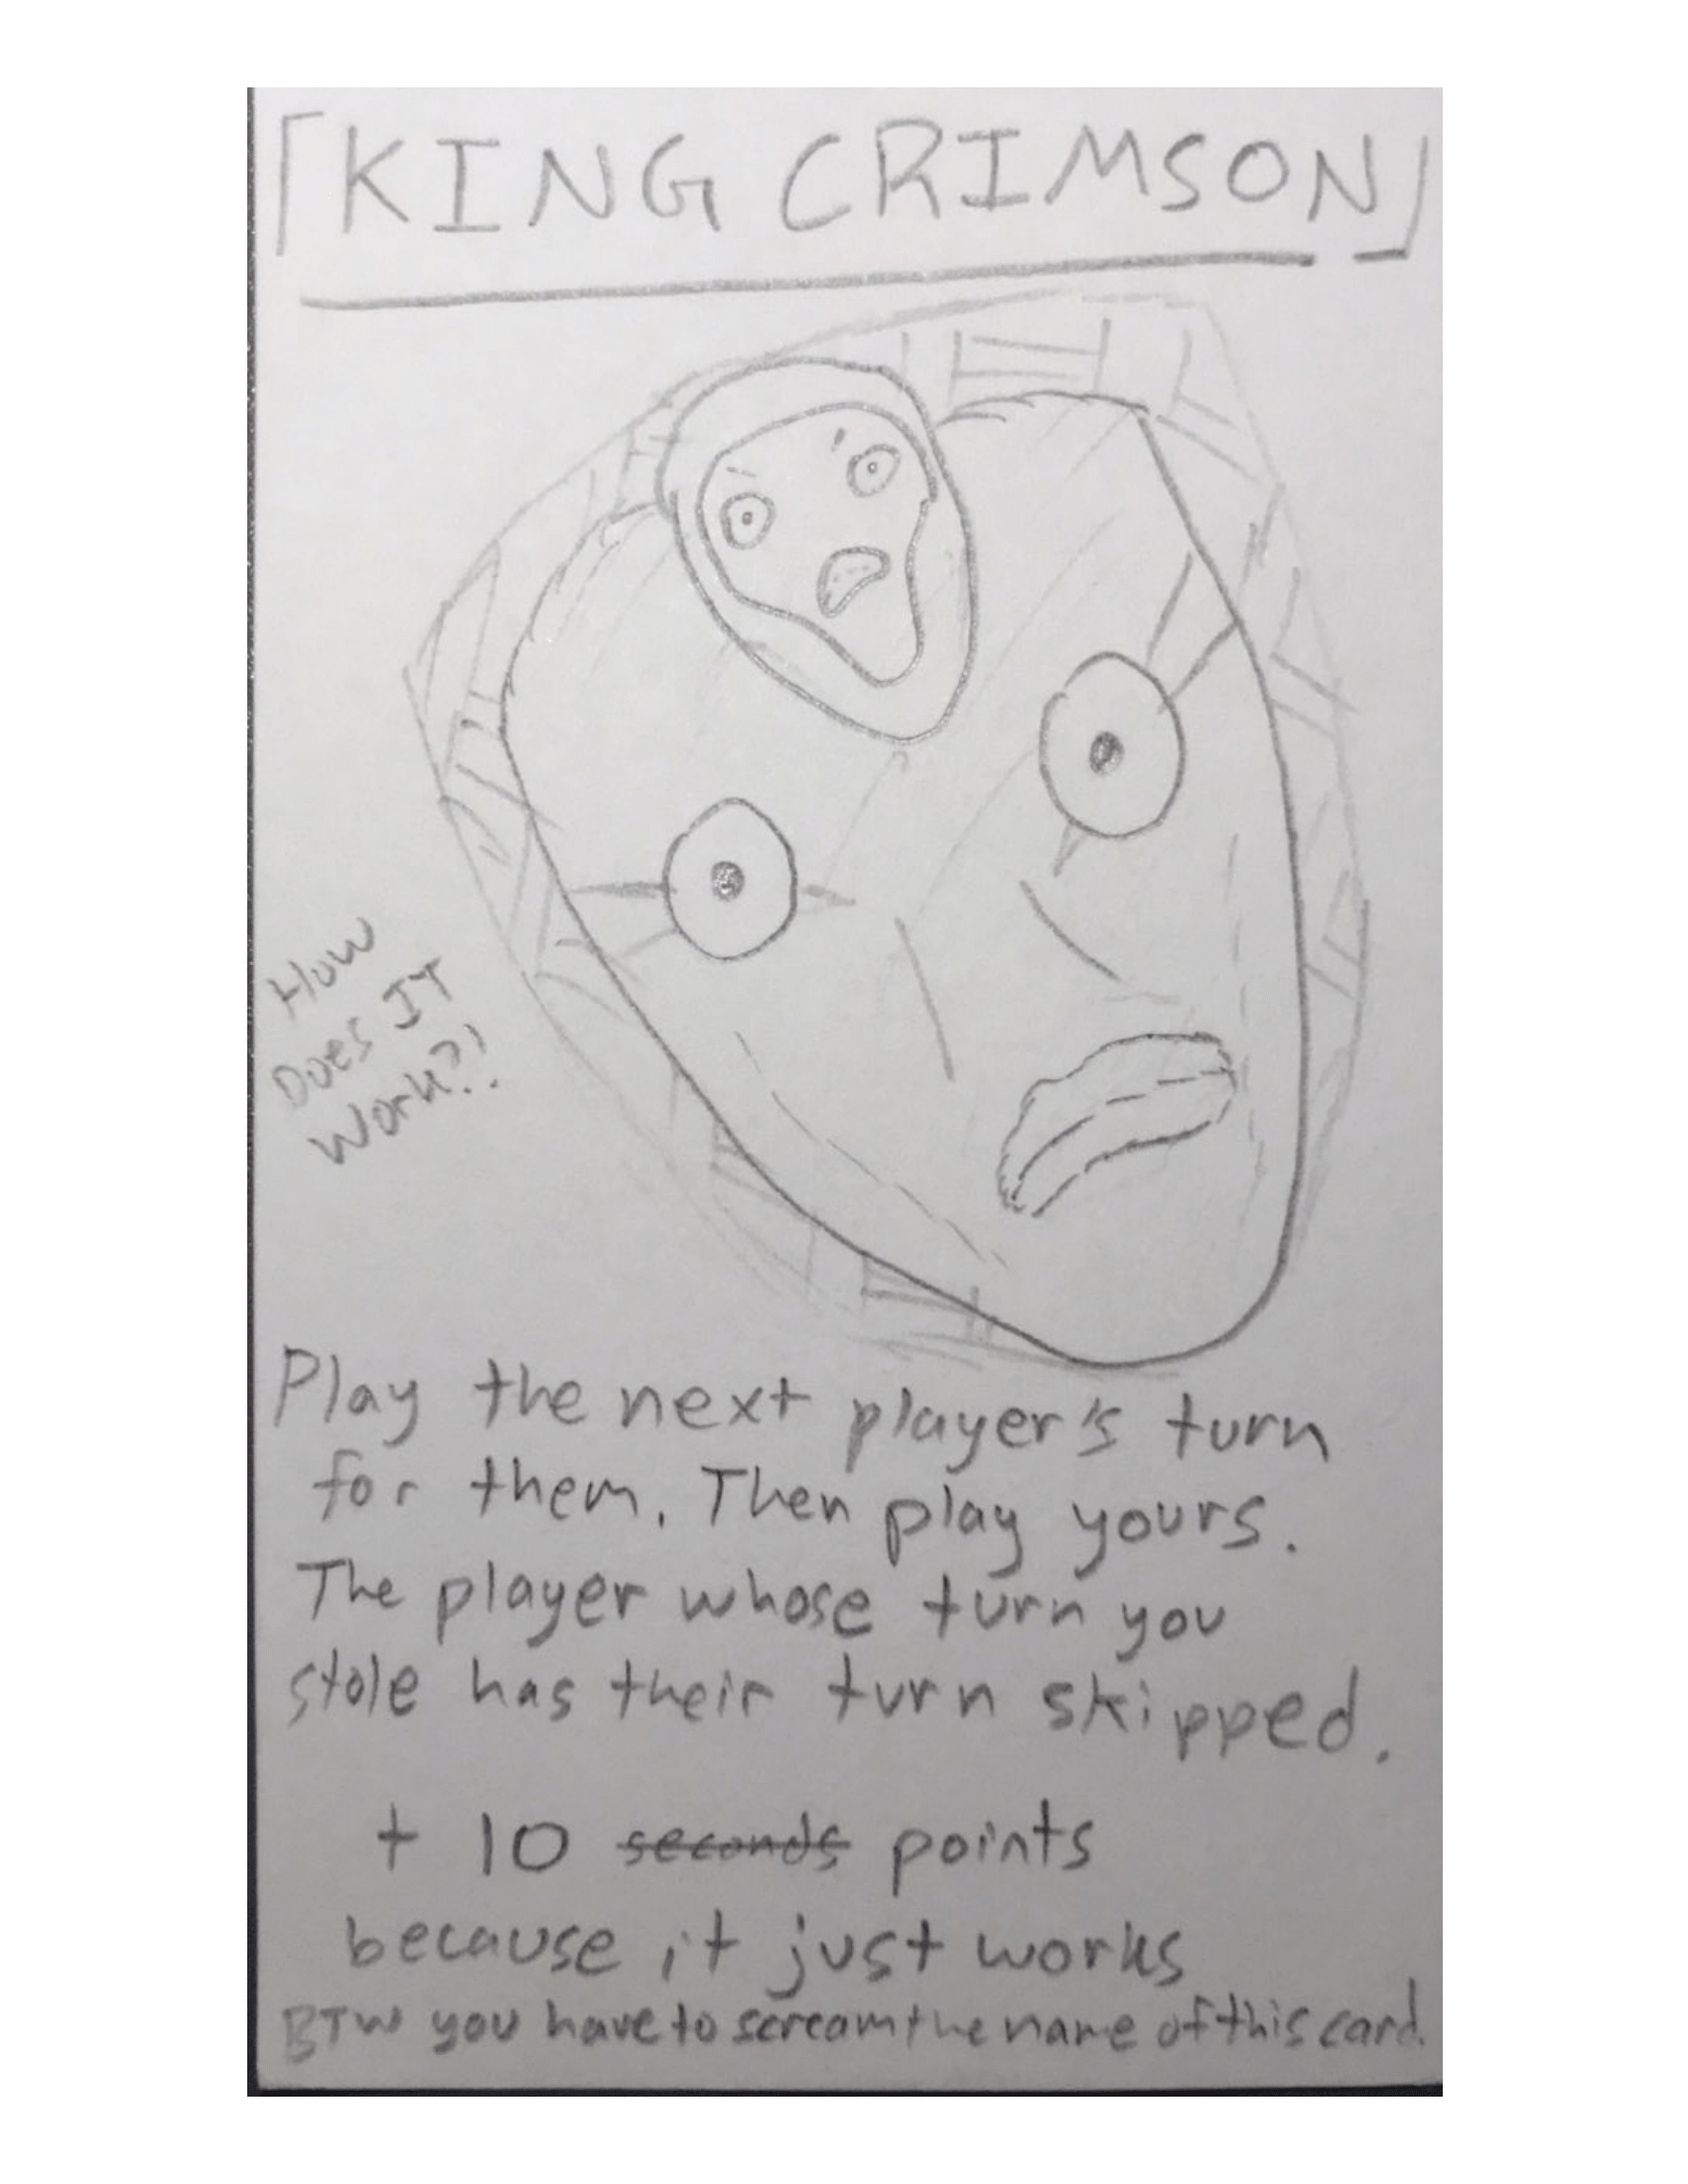 「KING CRIMSON」
How
Does IT
Work?!
Play the next player's turn
for them. Then play yours.
The player whose turn you
stole has their turn skipped.
+ 10 seconds points
because it just works
BTW you have to scream the name of this card.